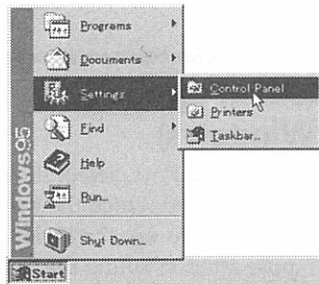 Programs
Documents
Settings
Find
Help
Run...
Shut Down...
Control Panel
Printers
Taskbar...
Windows95
Start